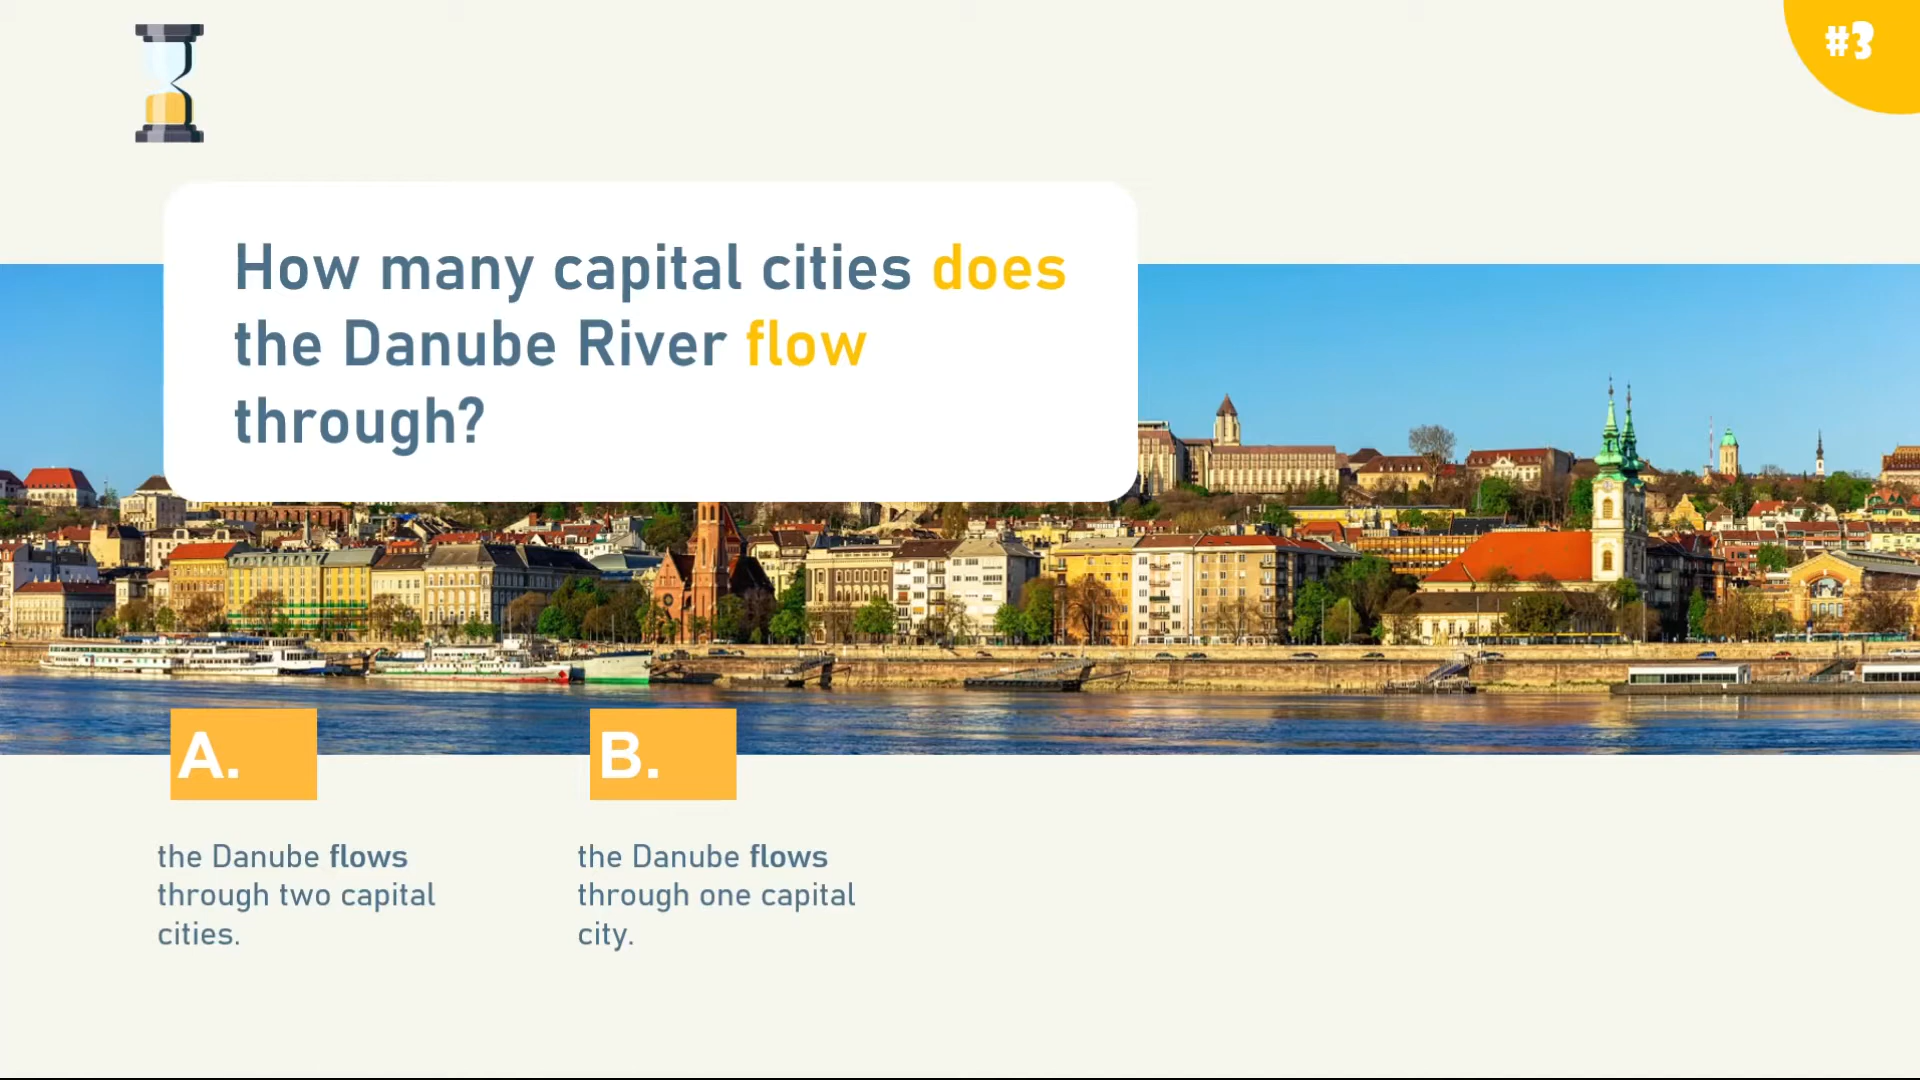 #3
How many capital cities does
the Danube River flow
through?
A.
the Danube flows
through two capital
cities.
B.
the Danube flows
through one capital
city.